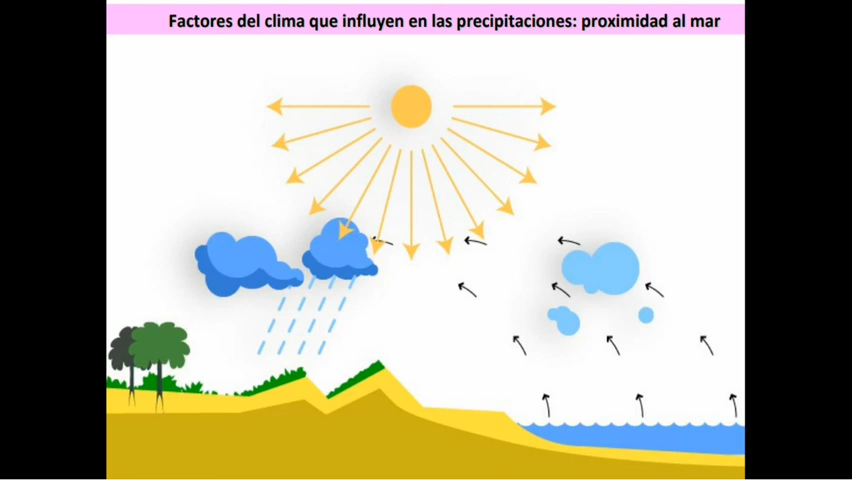 Factores del clima que influyen en las precipitaciones: proximidad al mar